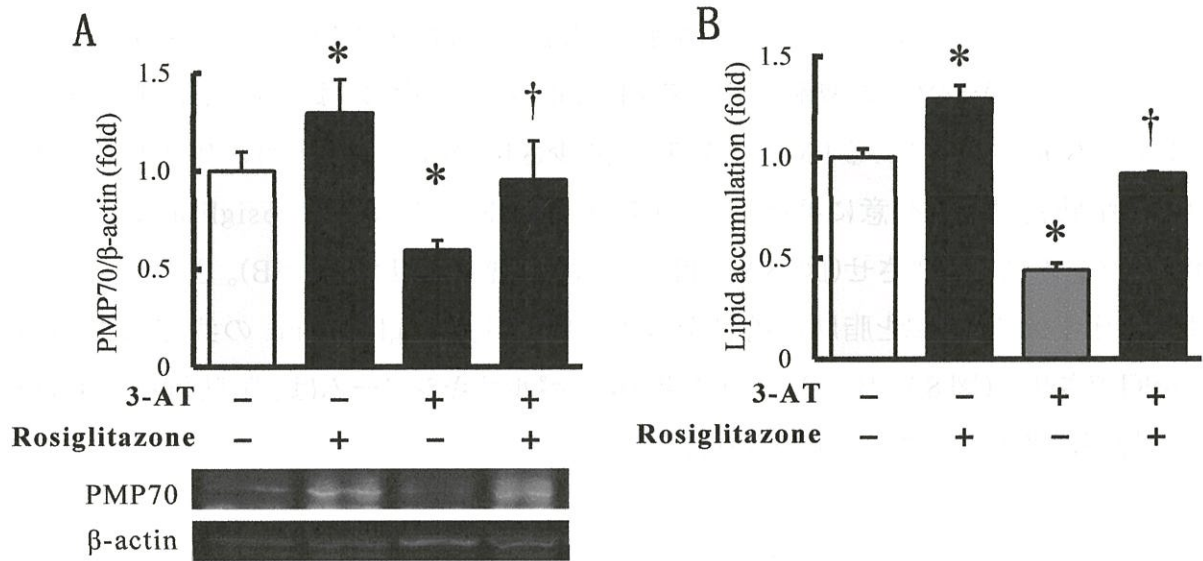 A
PMP70/β-actin (fold)
1.5
1.0
0.5
0
* * †
3-AT − − + +
Rosiglitazone − + − +
PMP70
β-actin
B
Lipid accumulation (fold)
1.5
1.0
0.5
0
* * †
3-AT − − + +
Rosiglitazone − + − +